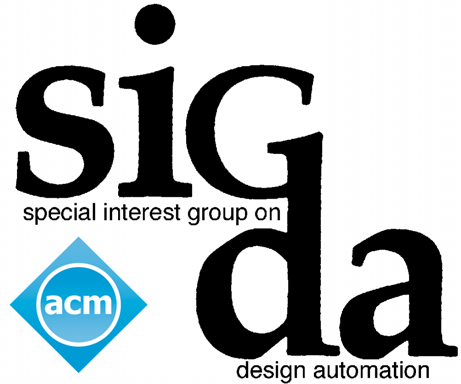 siG
special interest group on
da
acm
design automation